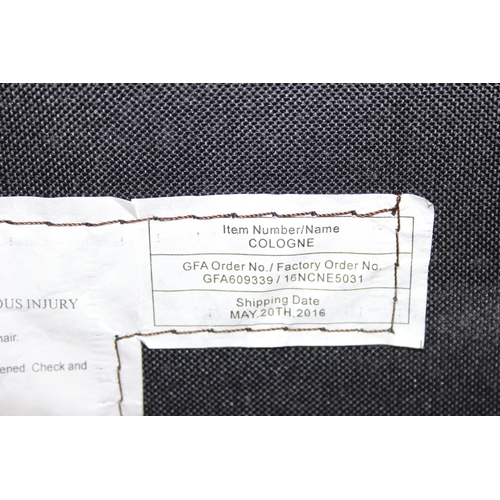 Item Number/Name
COLOGNE
GFA Order No./ Factory Order No.
GFA609339 / 16NCNE5031
Shipping Date
MAY.20TH,2016
OUS INJURY
hair.
ened. Check and